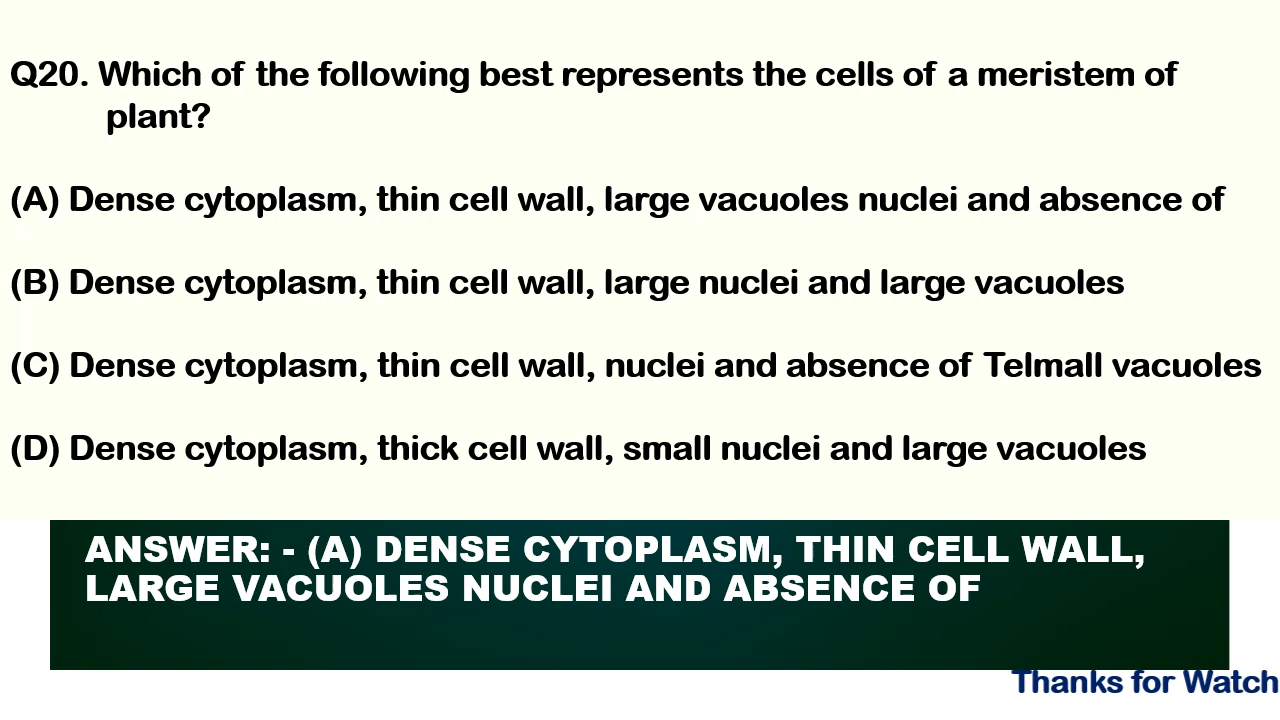 Q20. Which of the following best represents the cells of a meristem of
plant?
(A) Dense cytoplasm, thin cell wall, large vacuoles nuclei and absence of
(B) Dense cytoplasm, thin cell wall, large nuclei and large vacuoles
(C) Dense cytoplasm, thin cell wall, nuclei and absence of Telmall vacuoles
(D) Dense cytoplasm, thick cell wall, small nuclei and large vacuoles
ANSWER: - (A) DENSE CYTOPLASM, THIN CELL WALL,
LARGE VACUOLES NUCLEI AND ABSENCE OF
Thanks for Watch